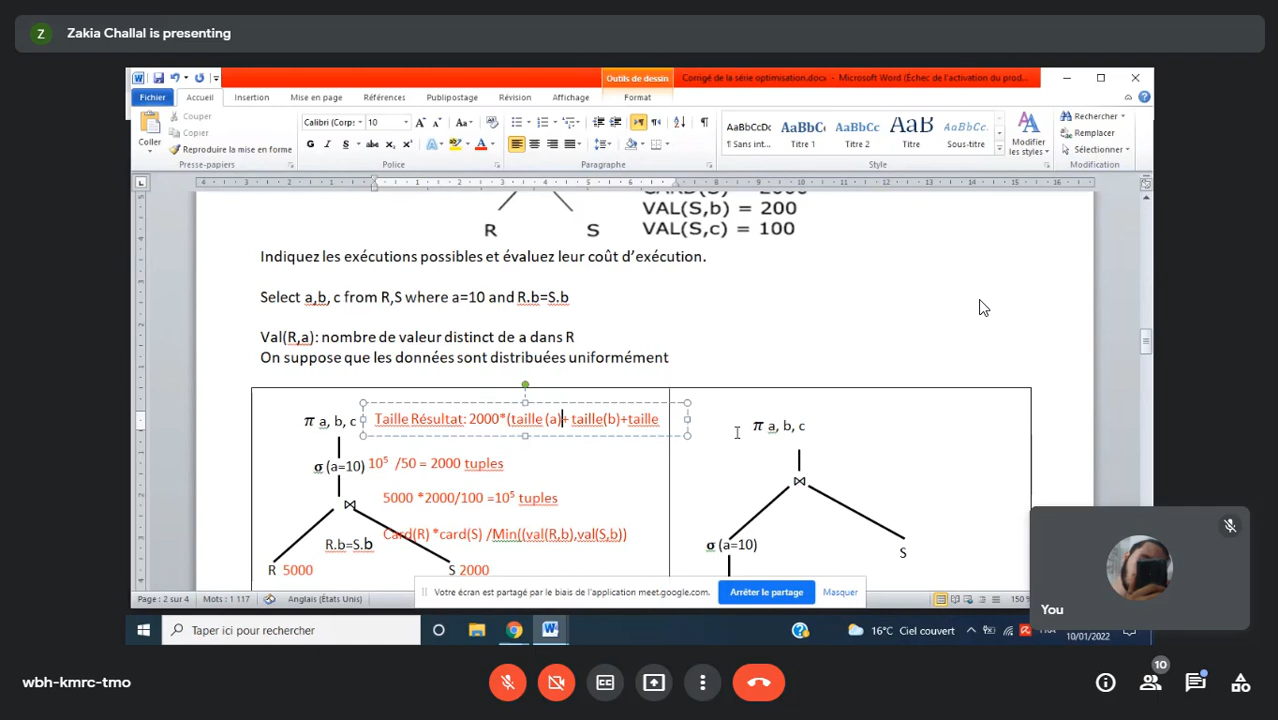 Z
Zakia Challal is presenting
Outils de dessin
Corrigé de la série optimisation.docx - Microsoft Word (Échec de l'activation du prod...
Fichier Accueil Insertion Mise en page Références Publipostage Révision Affichage Format
Coller
Couper
Copier
Reproduire la mise en forme
Presse-papiers
Calibri (Corp 10
G I S abc x₂ x²
Police
Paragraphe
AaBbCcDc AaBbCc AaBbCc AaB AaBbCc.
¶ Sans int... Titre 1 Titre 2 Titre Sous-titre
Style
Modifier
les styles
Rechercher
Remplacer
Sélectionner
Modification
CARD(S) = 2000
R S
VAL(S,b) = 200
VAL(S,c) = 100
Indiquez les exécutions possibles et évaluez leur coût d'exécution.
Select a,b, c from R,S where a=10 and R.b=S.b
Val(R,a): nombre de valeur distinct de a dans R
On suppose que les données sont distribuées uniformément
π a, b, c
Taille Résultat: 2000*(taille (a)+ taille(b)+taille
σ (a=10) 10⁵ /50 = 2000 tuples
⋈ 5000 *2000/100 =10⁵ tuples
R.b=S.b
Card(R) *card(S) /Min((val(R,b),val(S,b))
R 5000 S 2000
π a, b, c
⋈
σ (a=10)
S
Votre écran est partagé par le biais de l'application meet.google.com.
Arrêter le partage
Masquer
Page : 2 sur 4 Mots : 1 117 Anglais (États Unis)
150 %
Taper ici pour rechercher
16°C Ciel couvert
10/01/2022
You
wbh-kmrc-tmo
10